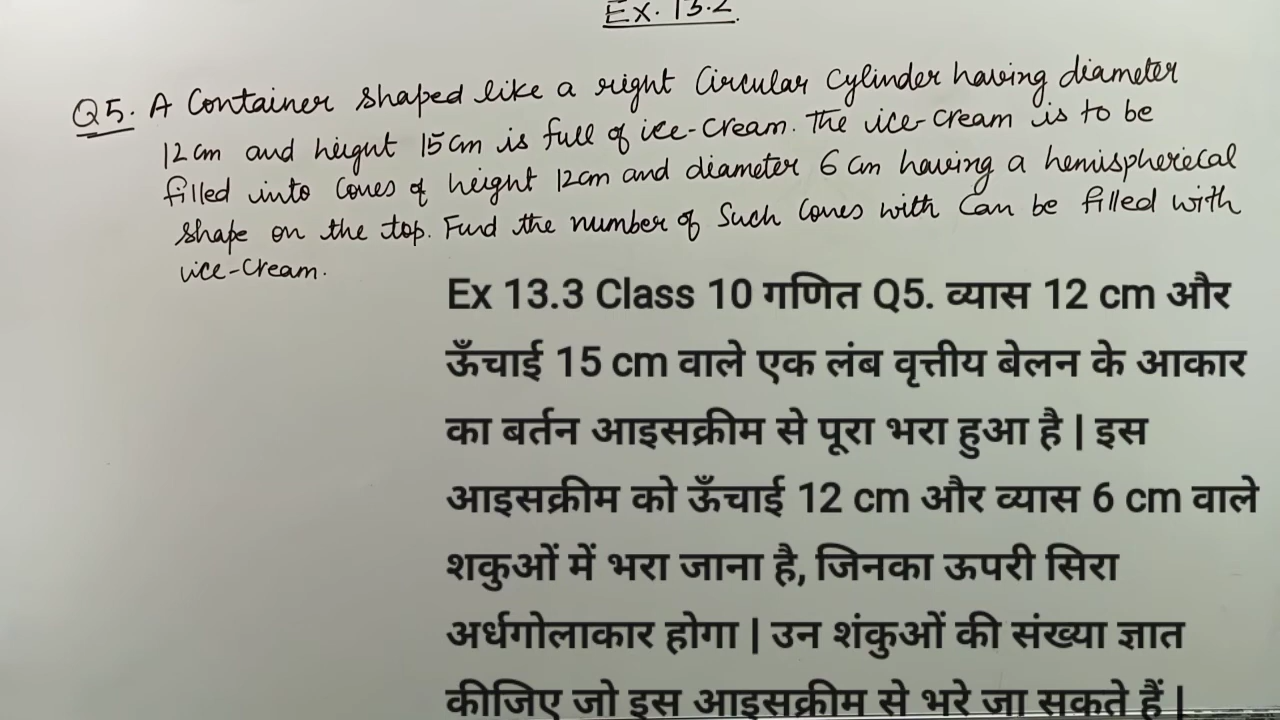 Ex. 13.2.
Q5. A Container shaped like a right Circular Cylinder having diameter
12 cm and height 15 cm is full of ice-cream. The ice-cream is to be
filled into Cones of height 12cm and diameter 6 cm having a hemispherical
shape on the top. Find the number of Such Cones with Can be filled with
ice-Cream.
Ex 13.3 Class 10 गणित Q5. व्यास 12 cm और
ऊँचाई 15 cm वाले एक लंब वृत्तीय बेलन के आकार
का बर्तन आइसक्रीम से पूरा भरा हुआ है | इस
आइसक्रीम को ऊँचाई 12 cm और व्यास 6 cm वाले
शकुओं में भरा जाना है, जिनका ऊपरी सिरा
अर्धगोलाकार होगा | उन शंकुओं की संख्या ज्ञात
कीजिए जो इस आइसक्रीम से भरे जा सकते हैं |